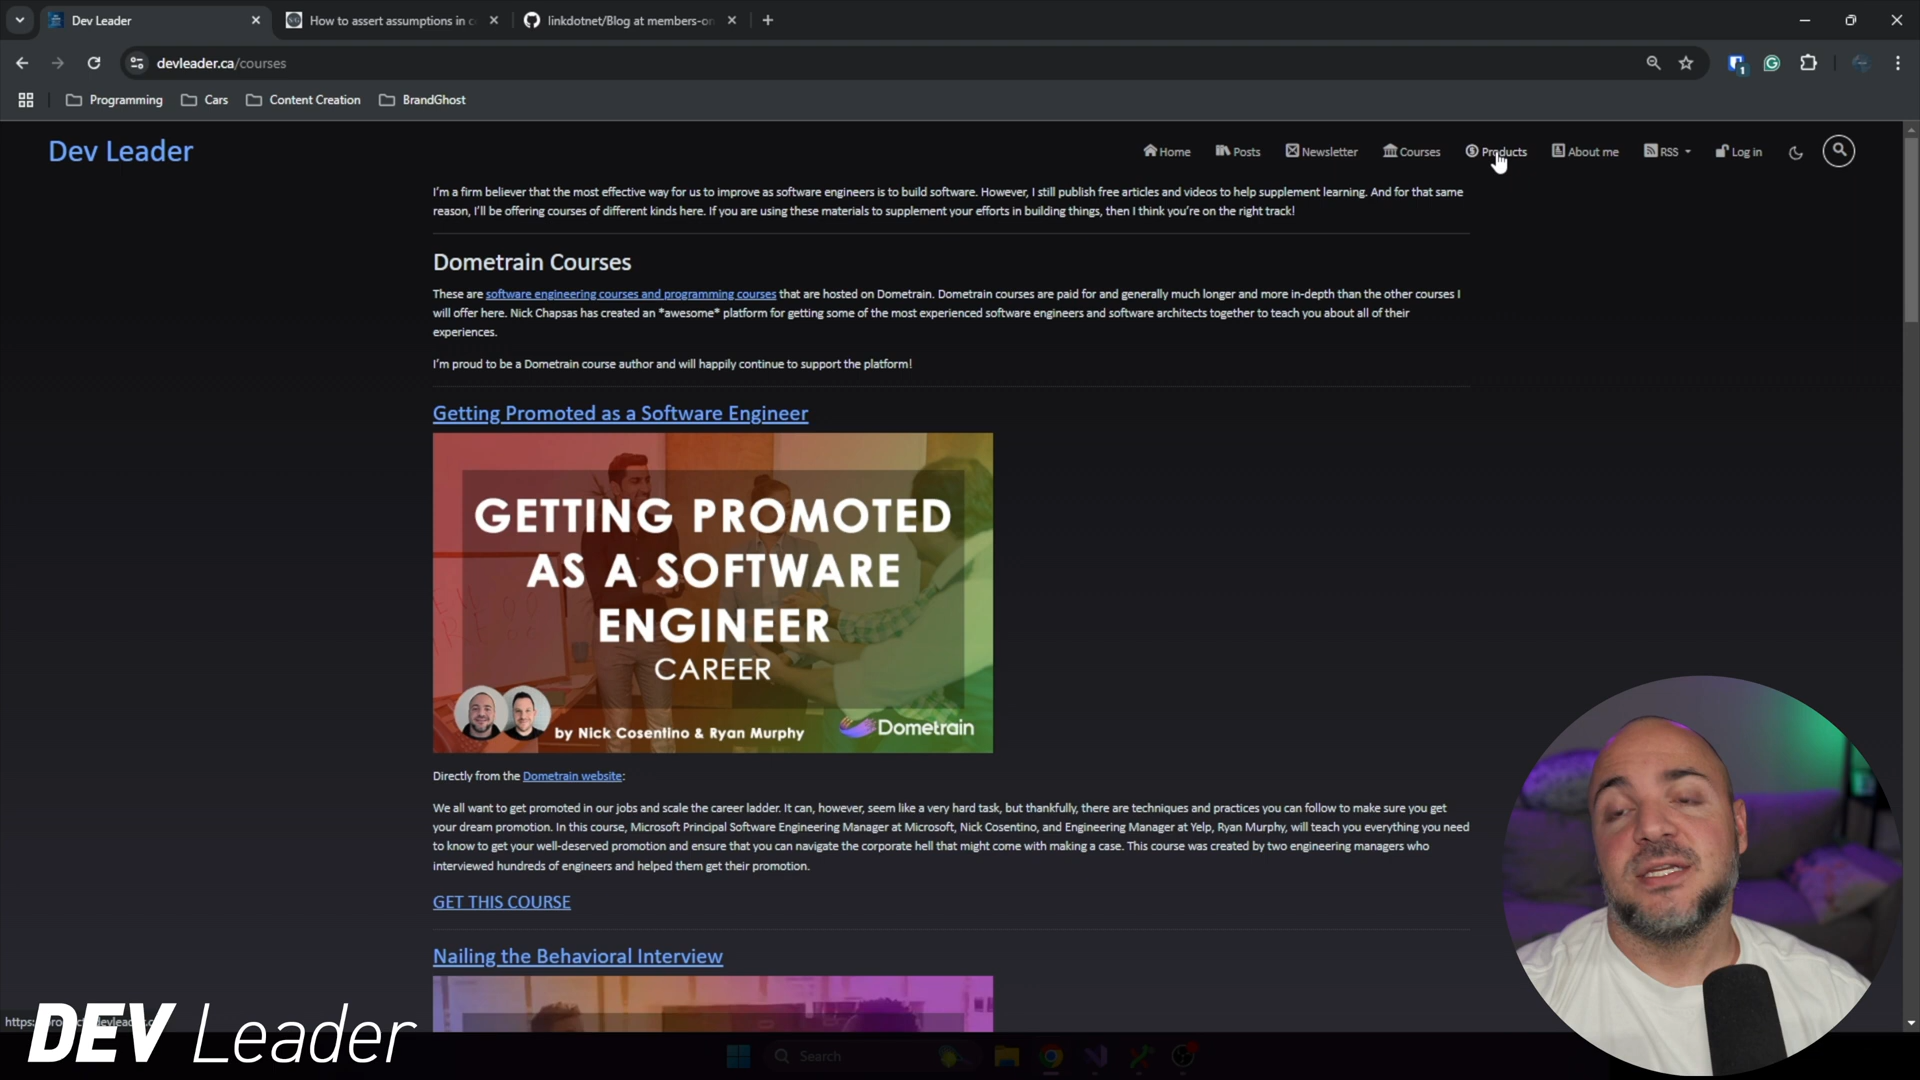 Dev Leader
How to assert assumptions in c
linkdotnet/Blog at members-on
devleader.ca/courses
1
Programming
Cars
Content Creation
BrandGhost
Dev Leader
Home
Posts
Newsletter
Courses
Products
About me
RSS
Log in
I'm a firm believer that the most effective way for us to improve as software engineers is to build software. However, I still publish free articles and videos to help supplement learning. And for that same
reason, I'll be offering courses of different kinds here. If you are using these materials to supplement your efforts in building things, then I think you're on the right track!
Dometrain Courses
These are software engineering courses and programming courses that are hosted on Dometrain. Dometrain courses are paid for and generally much longer and more in-depth than the other courses I
will offer here. Nick Chapsas has created an *awesome* platform for getting some of the most experienced software engineers and software architects together to teach you about all of their
experiences.
I'm proud to be a Dometrain course author and will happily continue to support the platform!
Getting Promoted as a Software Engineer
GETTING PROMOTED
AS A SOFTWARE
ENGINEER
CAREER
by Nick Cosentino & Ryan Murphy
Dometrain
Directly from the Dometrain website:
We all want to get promoted in our jobs and scale the career ladder. It can, however, seem like a very hard task, but thankfully, there are techniques and practices you can follow to make sure you get
your dream promotion. In this course, Microsoft Principal Software Engineering Manager at Microsoft, Nick Cosentino, and Engineering Manager at Yelp, Ryan Murphy, will teach you everything you need
to know to get your well-deserved promotion and ensure that you can navigate the corporate hell that might come with making a case. This course was created by two engineering managers who
interviewed hundreds of engineers and helped them get their promotion.
GET THIS COURSE
Nailing the Behavioral Interview
DEV Leader
Search